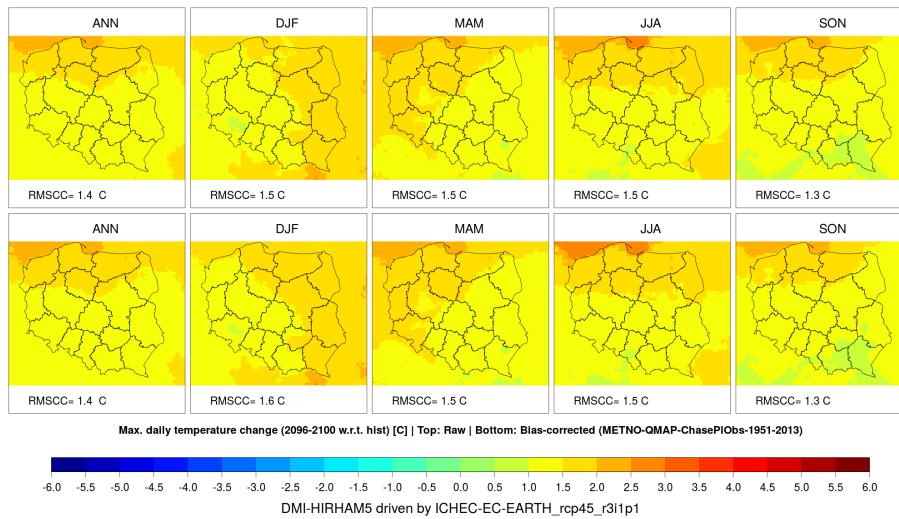 ANN DJF MAM JJA SON
RMSCC= 1.4 C RMSCC= 1.5 C RMSCC= 1.5 C RMSCC= 1.5 C RMSCC= 1.3 C
ANN DJF MAM JJA SON
RMSCC= 1.4 C RMSCC= 1.6 C RMSCC= 1.5 C RMSCC= 1.5 C RMSCC= 1.3 C
Max. daily temperature change (2096-2100 w.r.t. hist) [C] | Top: Raw | Bottom: Bias-corrected (METNO-QMAP-ChasePlObs-1951-2013)
-6.0 -5.5 -5.0 -4.5 -4.0 -3.5 -3.0 -2.5 -2.0 -1.5 -1.0 -0.5 0.0 0.5 1.0 1.5 2.0 2.5 3.0 3.5 4.0 4.5 5.0 5.5 6.0
DMI-HIRHAM5 driven by ICHEC-EC-EARTH_rcp45_r3i1p1